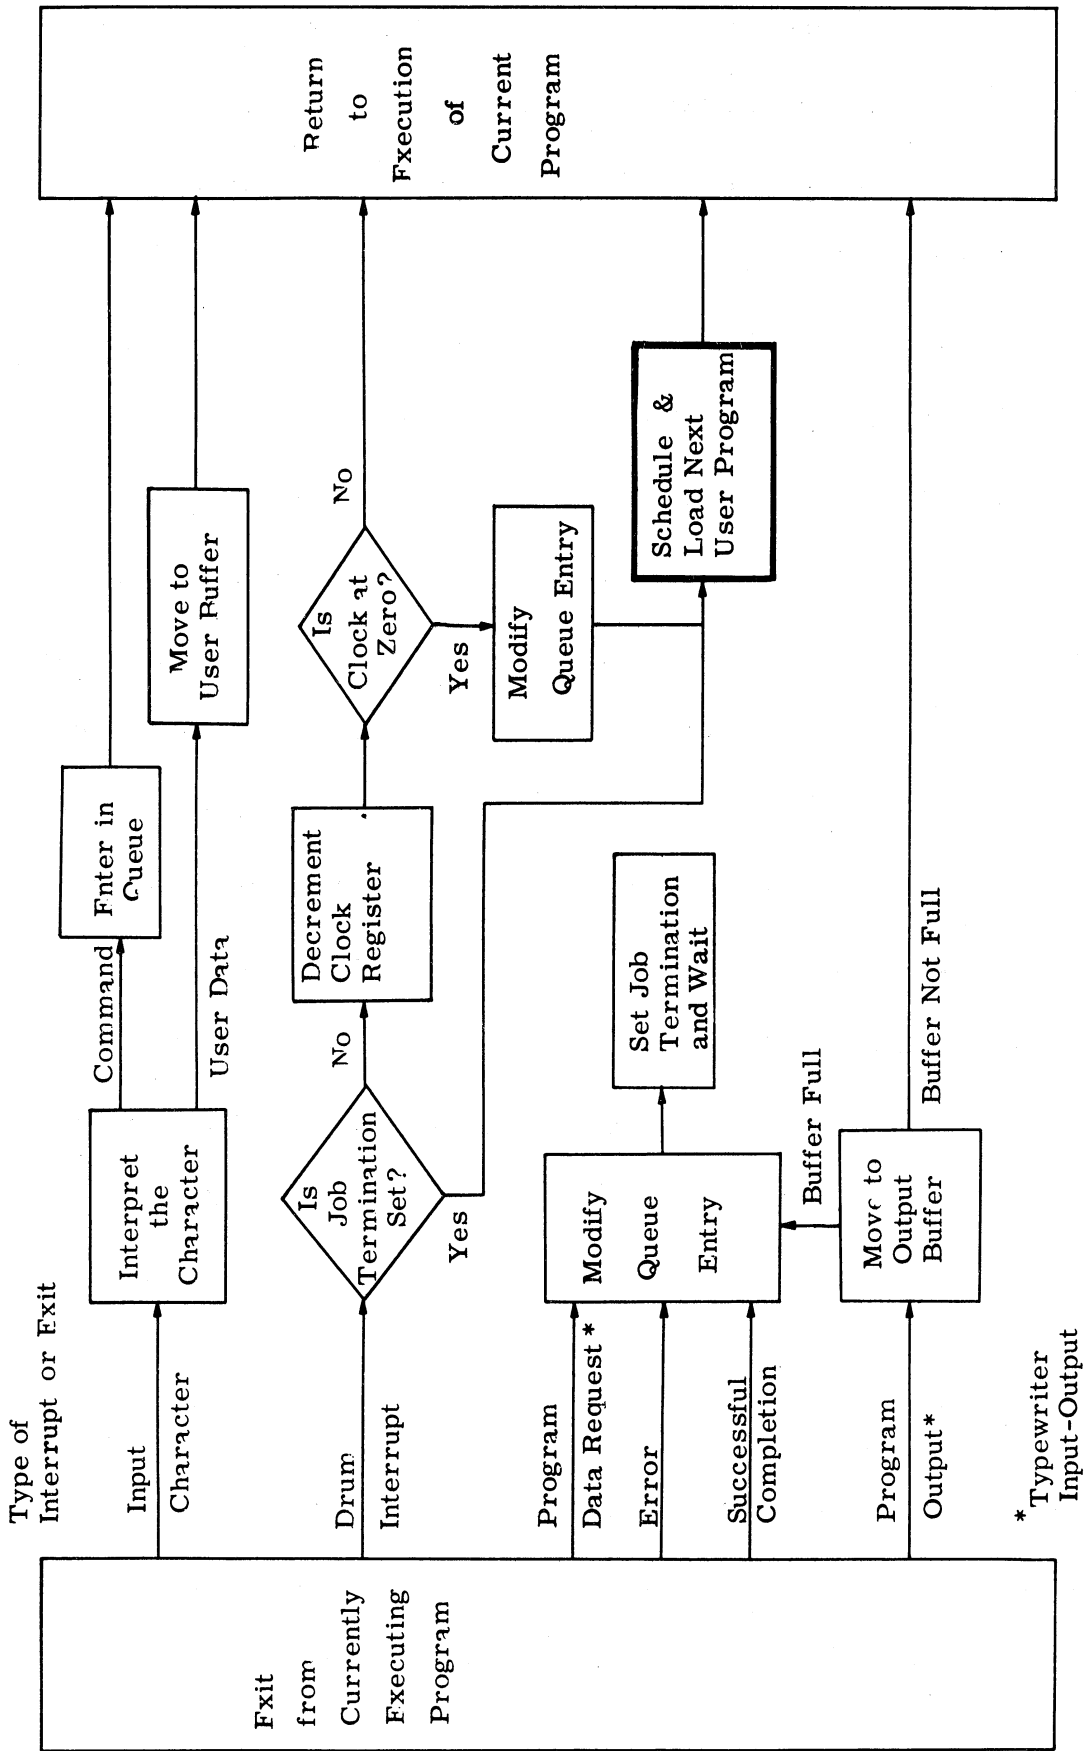 Type of
Interrupt or Exit
Exit
from
Currently
Executing
Program
Input
Character
Interpret
the
Character
Command
Enter in
Queue
User Data
Move to
User Buffer
Drum
Interrupt
Is
Job
Termination
Set?
No
Yes
Decrement
Clock
Register
Is
Clock at
Zero?
No
Yes
Modify
Queue Entry
Schedule &
Load Next
User Program
Program
Data Request*
Error
Successful
Completion
Modify
Queue
Entry
Set Job
Termination
and Wait
Program
Output*
Move to
Output
Buffer
Buffer Full
Buffer Not Full
Return
to
Execution
of
Current
Program
*Typewriter
Input-Output